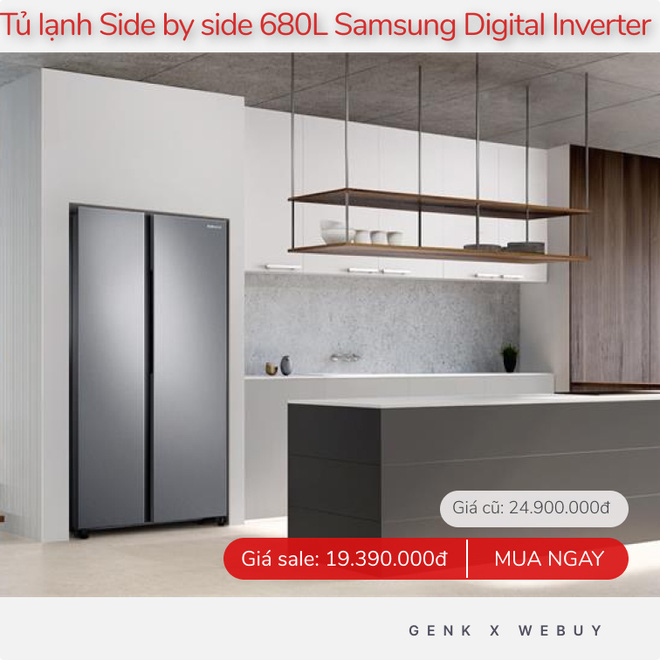 Tủ lạnh Side by side 680L Samsung Digital Inverter
Giá cũ: 24.900.000đ
Giá sale: 19.390.000đ
MUA NGAY
GENK X WEBUY